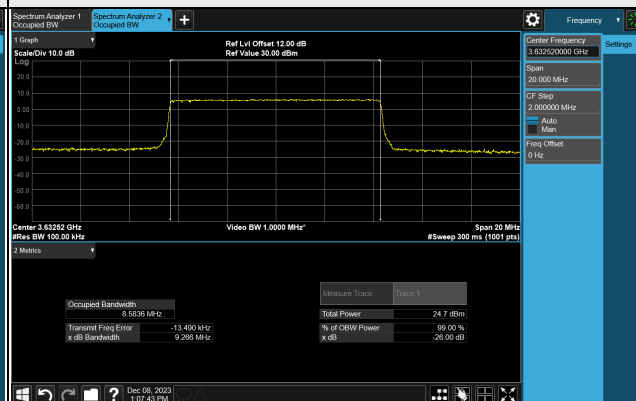 Spectrum Analyzer 1
Occupied BW
Spectrum Analyzer 2
Occupied BW
Frequency
1 Graph
Scale/Div 10.0 dB
Ref Lvl Offset 12.00 dB
Ref Value 30.00 dBm
Log
20.0
10.0
0.00
-10.0
-20.0
-30.0
-40.0
-50.0
-60.0
Center 3.63252 GHz
#Res BW 100.00 kHz
Video BW 1.0000 MHz*
Span 20 MHz
#Sweep 300 ms (1001 pts)
2 Metrics
Measure Trace Trace 1
Occupied Bandwidth
8.5836 MHz
Total Power 24.7 dBm
Transmit Freq Error -13.490 kHz
% of OBW Power 99.00 %
x dB Bandwidth 9.266 MHz
x dB -26.00 dB
Center Frequency
3.632520000 GHz
Settings
Span
20.000 MHz
CF Step
2.000000 MHz
Auto
Man
Freq Offset
0 Hz
?
Dec 08, 2023
1:07:43 PM